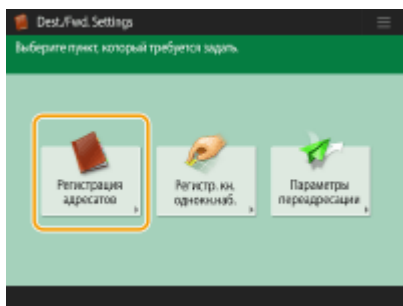 Dest./Fwd. Settings
Выберите пункт, который требуется задать.
Регистрация
адресатов
Регистр. кн.
однокн.наб.
Параметры
переадресации